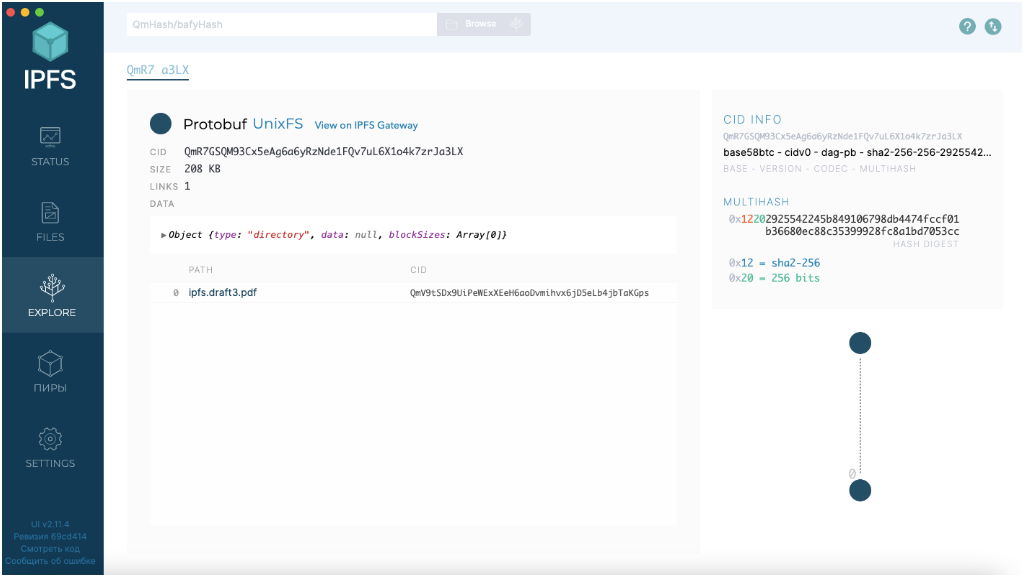 QmHash/bafyHash
Browse
IPFS
STATUS
FILES
EXPLORE
ПИРЫ
SETTINGS
UI v2.11.4
Ревизия 69cd414
Смотреть код
Сообщить об ошибке
QmR7 a3LX
Protobuf UnixFS View on IPFS Gateway
CID QmR7GSQM93Cx5eAg6a6yRzNde1FQv7uL6X1o4k7zrJa3LX
SIZE 208 KB
LINKS 1
DATA
▸Object {type: "directory", data: null, blockSizes: Array[0]}
PATH CID
0 ipfs.draft3.pdf QmV9tSDx9UiPeWExXEeH6aoDvmihvx6jD5eLb4jbTaKGps
CID INFO
QmR7GSQM93Cx5eAg6a6yRzNde1FQv7uL6X1o4k7zrJa3LX
base58btc - cidv0 - dag-pb - sha2-256-256-2925542...
BASE - VERSION - CODEC - MULTIHASH
MULTIHASH
0x12202925542245b849106798db4474fccf01
b36680ec88c35399928fc8a1bd7053cc
HASH DIGEST
0x12 = sha2-256
0x20 = 256 bits
0